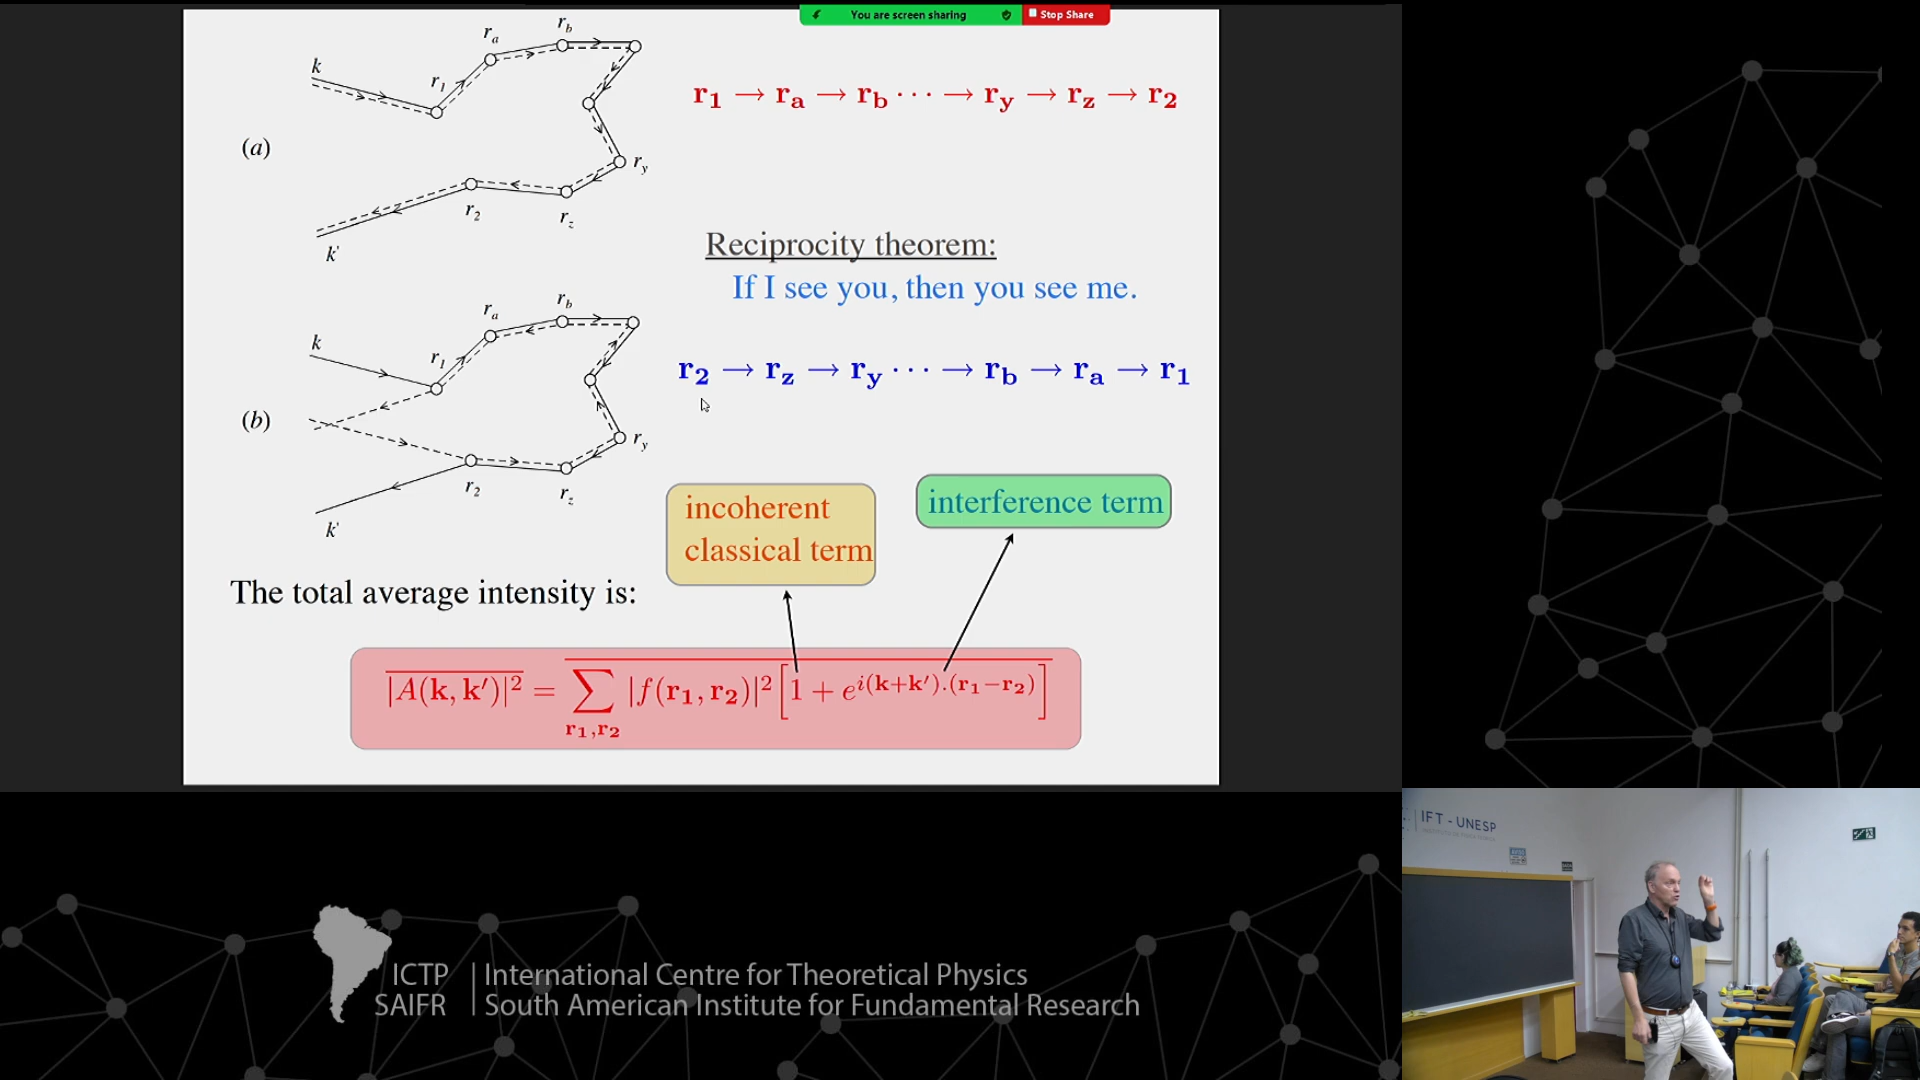 You are screen sharing
Stop Share
r_a
r_b
k
r_1
(a)
r_y
r_2
r_z
k'
r₁ → r_a → r_b ··· → r_y → r_z → r₂
Reciprocity theorem:
If I see you, then you see me.
r_a
r_b
k
r_1
(b)
r_y
r_2
r_z
k'
r₂ → r_z → r_y ··· → r_b → r_a → r₁
incoherent
classical term
interference term
The total average intensity is:
|A(k, k′)|² = ∑ |f(r₁, r₂)|² [1 + e^{i(k+k′).(r₁−r₂)}]
r₁,r₂
IFT - UNESP
ICTP | International Centre for Theoretical Physics
SAIFR | South American Institute for Fundamental Research